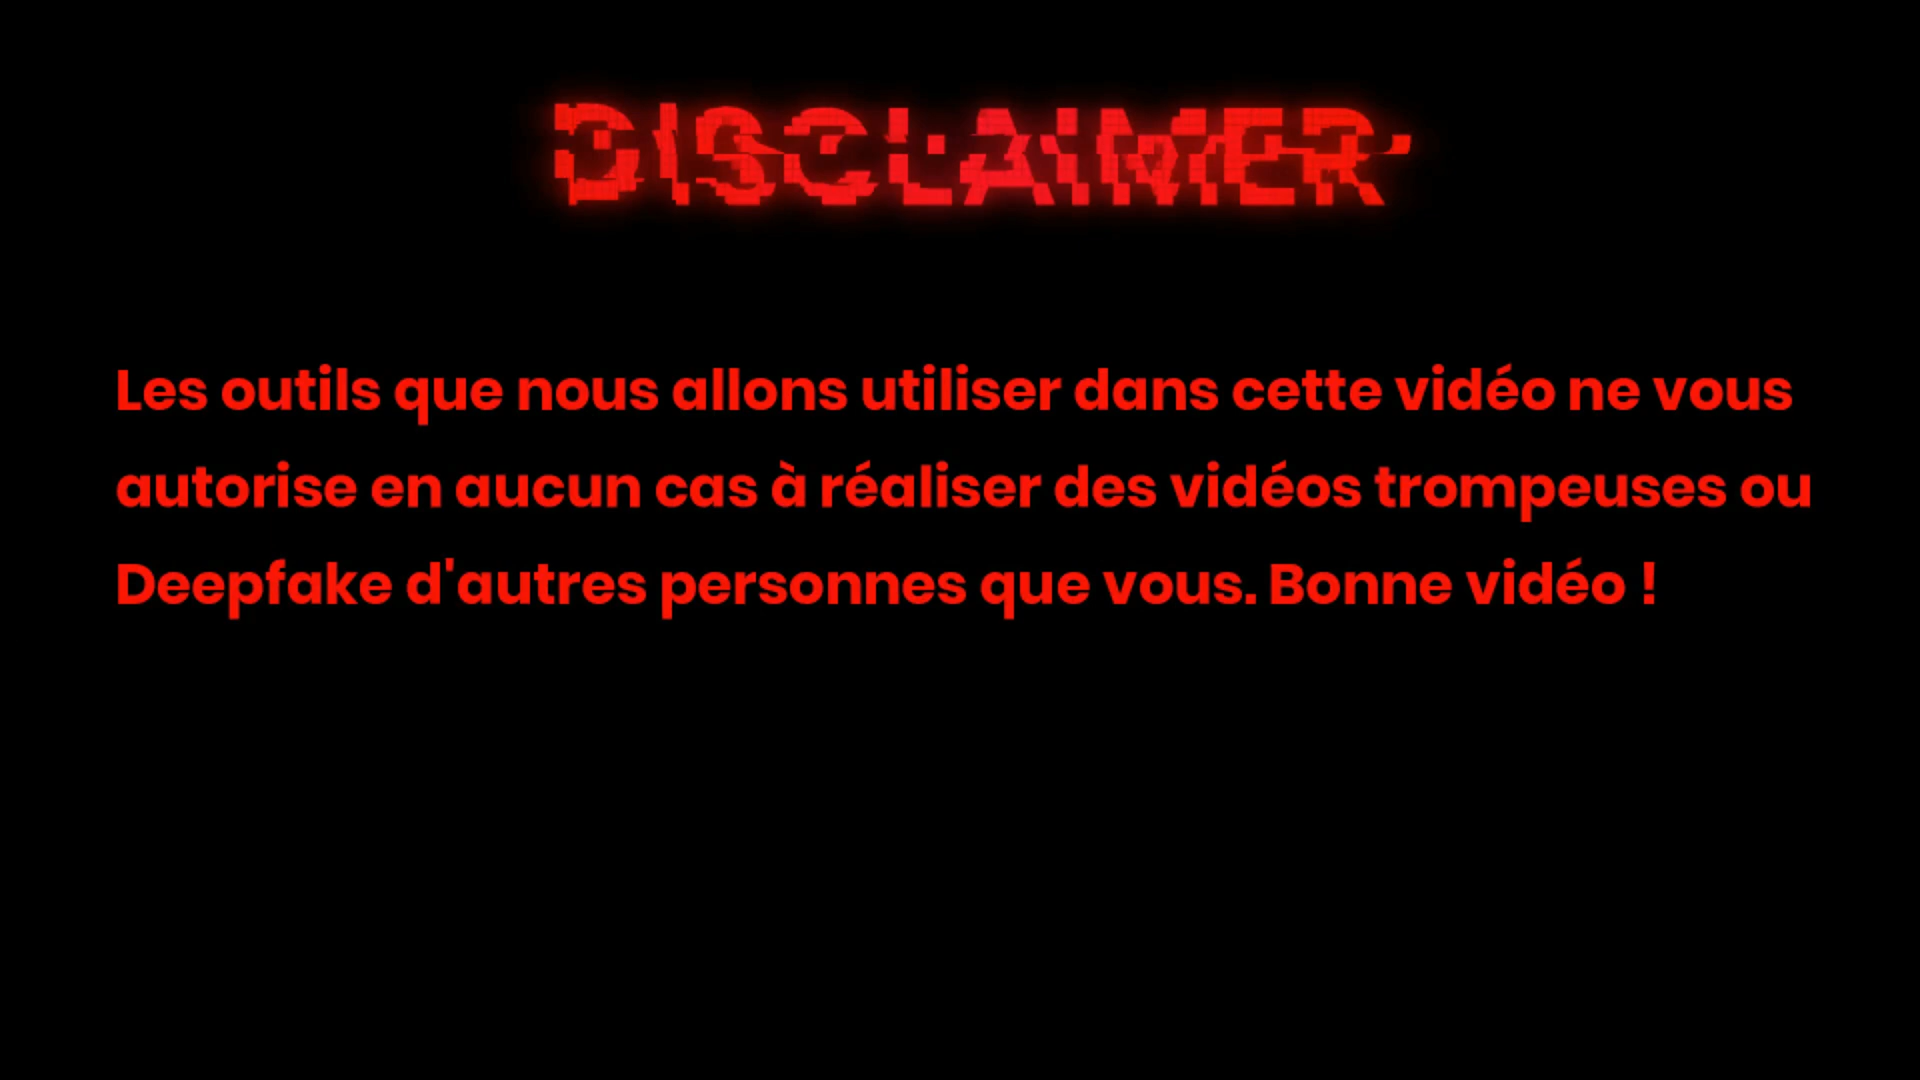 DISCLAIMER
Les outils que nous allons utiliser dans cette vidéo ne vous
autorise en aucun cas à réaliser des vidéos trompeuses ou
Deepfake d'autres personnes que vous. Bonne vidéo !